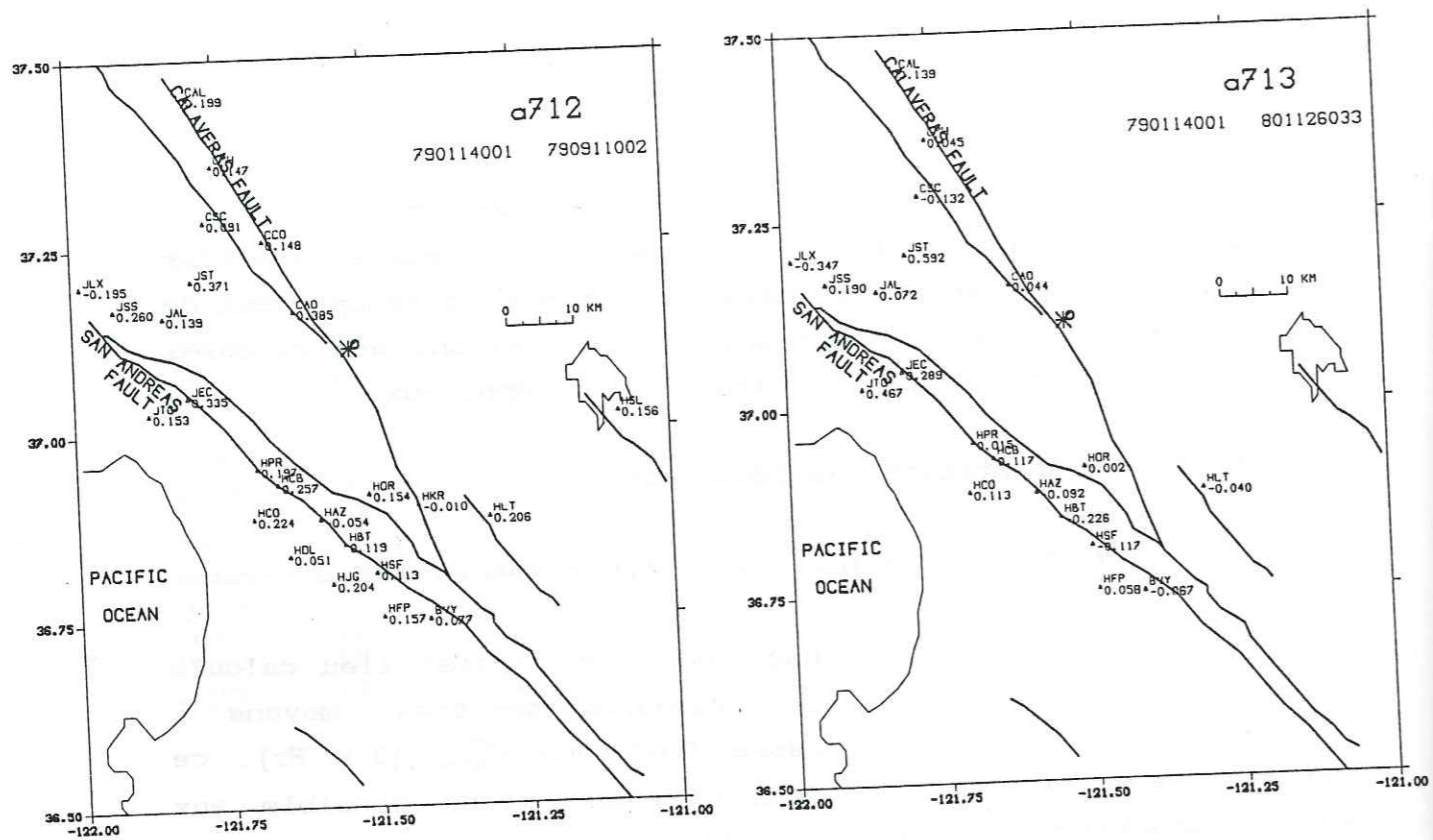 a712
790114001 790911002
37.50
37.25
37.00
36.75
36.50
-122.00
-121.75
-121.50
-121.25
-121.00
CALAVERAS FAULT
SAN ANDREAS
FAULT
PACIFIC
OCEAN
0 10 KM
CAL
0.199
0.147
CSC
0.091
CCO
0.148
JLX
-0.195
JST
0.371
JSS
0.260
JAL
0.139
CAO
0.385
JEC
0.335
JTO
0.153
HSL
0.156
HPR
0.197
HCB
0.257
HCO
0.224
HOR
0.154
HKR
-0.010
HLT
0.206
HAZ
0.054
HBT
0.119
HDL
0.051
HSF
0.113
HJG
0.204
HFP
0.157
BVY
0.077
a713
790114001 801126033
37.50
37.25
37.00
36.75
36.50
-122.00
-121.75
-121.50
-121.25
-121.00
CALAVERAS FAULT
SAN ANDREAS
FAULT
PACIFIC
OCEAN
0 10 KM
CAL
0.139
0.045
CSC
-0.132
JLX
-0.347
JST
0.592
JSS
0.190
JAL
0.072
CAO
0.044
JEC
0.289
JTO
0.467
HPR
0.015
HCB
0.117
HCO
0.113
HOR
0.002
HLT
-0.040
HAZ
0.092
HBT
0.226
HSF
-0.117
HFP
0.058
BVY
-0.067